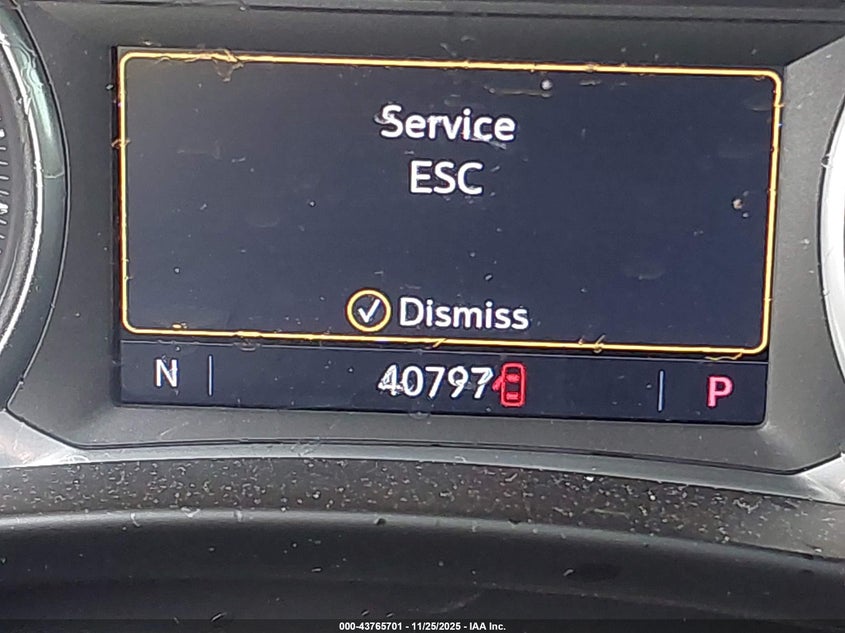 Service
ESC
Dismiss
N 40797 P
000-43765701 - 11/25/2025 - IAA Inc.